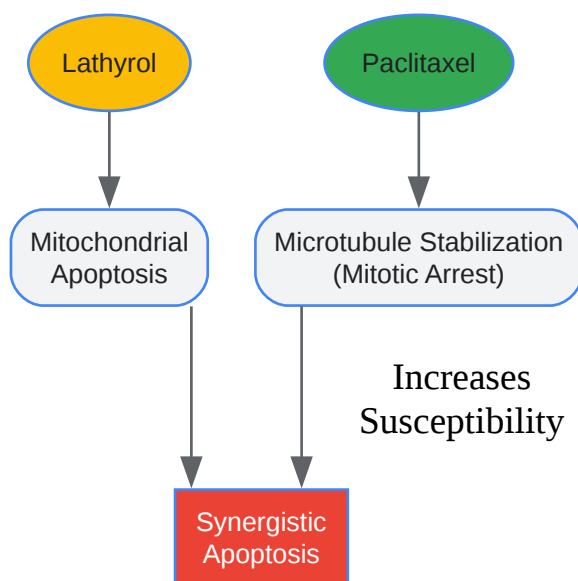 Lathyrol
Paclitaxel
Mitochondrial
Apoptosis
Microtubule Stabilization
(Mitotic Arrest)
Increases
Susceptibility
Synergistic
Apoptosis